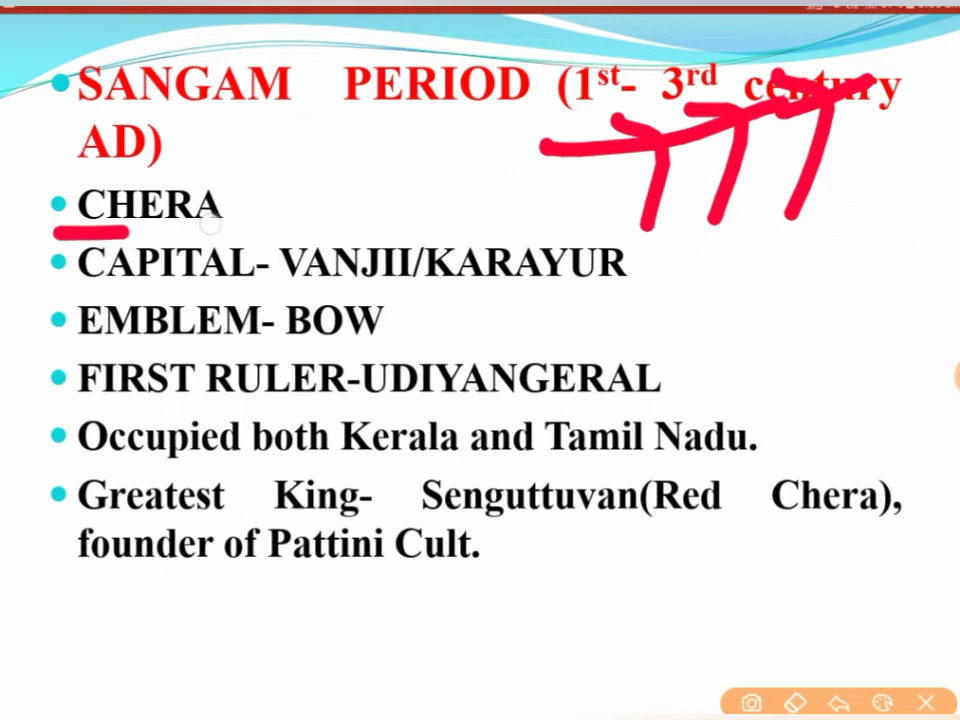 SANGAM PERIOD (1st- 3rd century
AD)
CHERA
CAPITAL- VANJII/KARAYUR
EMBLEM- BOW
FIRST RULER-UDIYANGERAL
Occupied both Kerala and Tamil Nadu.
Greatest King- Senguttuvan(Red Chera),
founder of Pattini Cult.